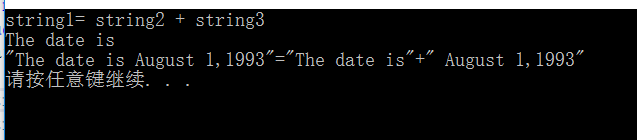 string1= string2 + string3
The date is
"The date is August 1,1993"="The date is"+" August 1,1993"
请按任意键继续. . .